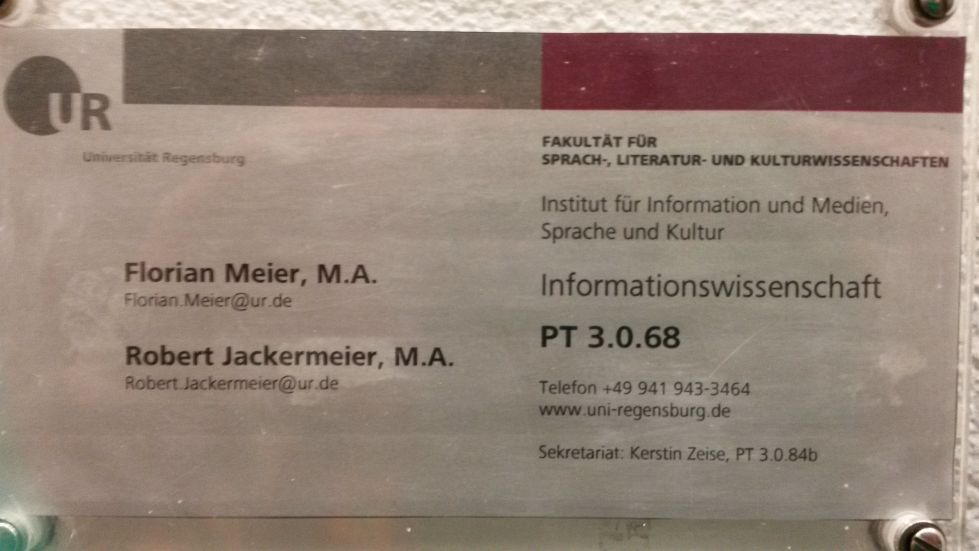 UR
Universität Regensburg
FAKULTÄT FÜR
SPRACH-, LITERATUR- UND KULTURWISSENSCHAFTEN
Institut für Information und Medien,
Sprache und Kultur
Florian Meier, M.A.
Florian.Meier@ur.de
Robert Jackermeier, M.A.
Robert.Jackermeier@ur.de
Informationswissenschaft
PT 3.0.68
Telefon +49 941 943-3464
www.uni-regensburg.de
Sekretariat: Kerstin Zeise, PT 3.0.84b